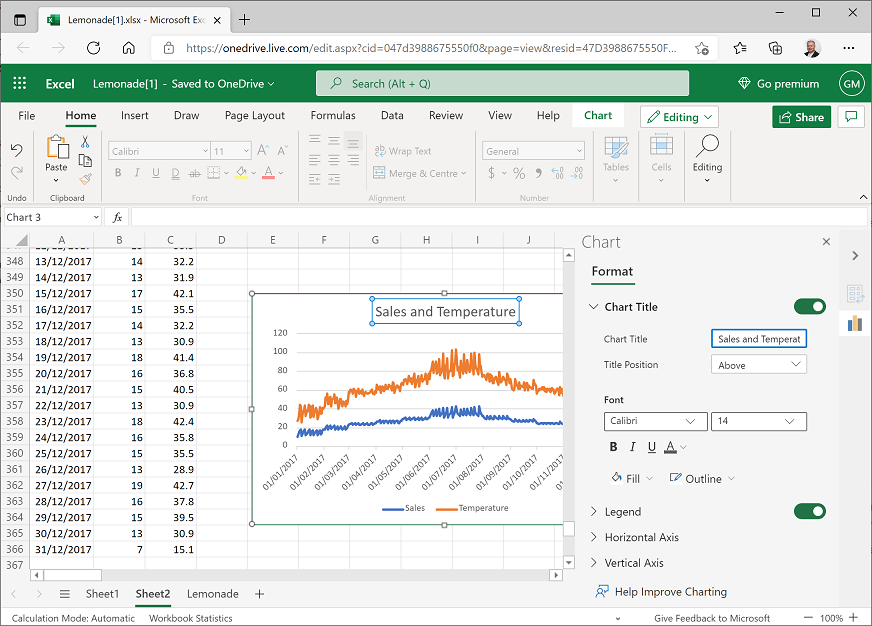 Lemonade[1].xlsx - Microsoft Exc
https://onedrive.live.com/edit.aspx?cid=047d3988675550f0&page=view&resid=47D3988675550F...
Excel Lemonade[1] - Saved to OneDrive Search (Alt + Q) Go premium GM
File Home Insert Draw Page Layout Formulas Data Review View Help Chart Editing Share
Calibri 11 A A Wrap Text General
Paste B I U D ab A Merge & Centre $ % Tables Cells Editing
Undo Clipboard Font Alignment Number
Chart 3 fx
A B C D E F G H I J
348 13/12/2017 14 32.2
349 14/12/2017 13 31.9
350 15/12/2017 17 42.1
351 16/12/2017 15 35.5
352 17/12/2017 14 32.2
353 18/12/2017 13 30.9
354 19/12/2017 18 41.4
355 20/12/2017 16 36.8
356 21/12/2017 15 40.5
357 22/12/2017 13 30.9
358 23/12/2017 18 42.4
359 24/12/2017 16 35.8
360 25/12/2017 15 35.5
361 26/12/2017 13 28.9
362 27/12/2017 19 42.7
363 28/12/2017 16 37.8
364 29/12/2017 15 39.5
365 30/12/2017 13 30.9
366 31/12/2017 7 15.1
367
Sales and Temperature
120
100
80
60
40
20
0
01/01/2017 01/02/2017 01/03/2017 01/04/2017 01/05/2017 01/06/2017 01/07/2017 01/08/2017 01/09/2017 01/10/2017 01/11/2017
Sales Temperature
Chart
Format
Chart Title
Chart Title Sales and Temperat
Title Position Above
Font
Calibri 14
B I U A
Fill Outline
Legend
Horizontal Axis
Vertical Axis
Help Improve Charting
Sheet1 Sheet2 Lemonade
Calculation Mode: Automatic Workbook Statistics Give Feedback to Microsoft 100%